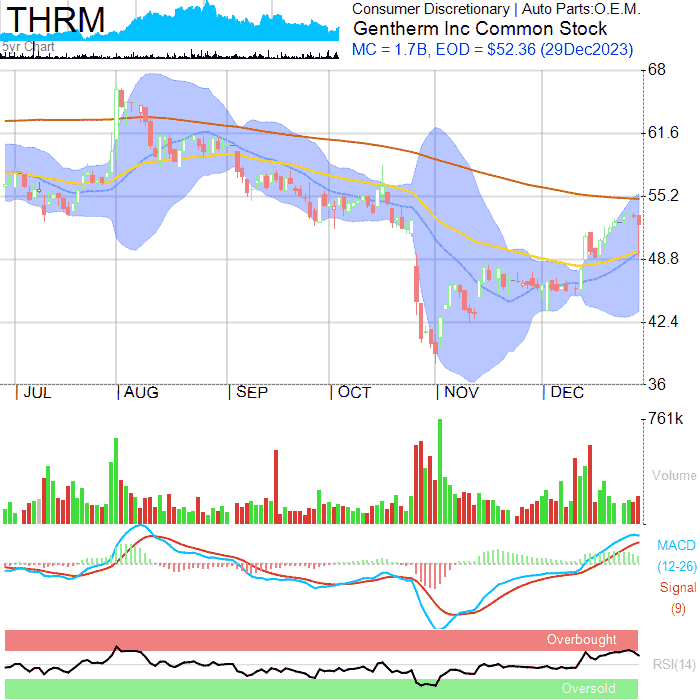 THRM
5yr Chart
Consumer Discretionary | Auto Parts:O.E.M.
Gentherm Inc Common Stock
MC = 1.7B, EOD = $52.36 (29Dec2023)
68
61.6
55.2
48.8
42.4
36
JUL
AUG
SEP
OCT
NOV
DEC
761k
Volume
MACD
(12-26)
Signal
(9)
Overbought
RSI(14)
Oversold